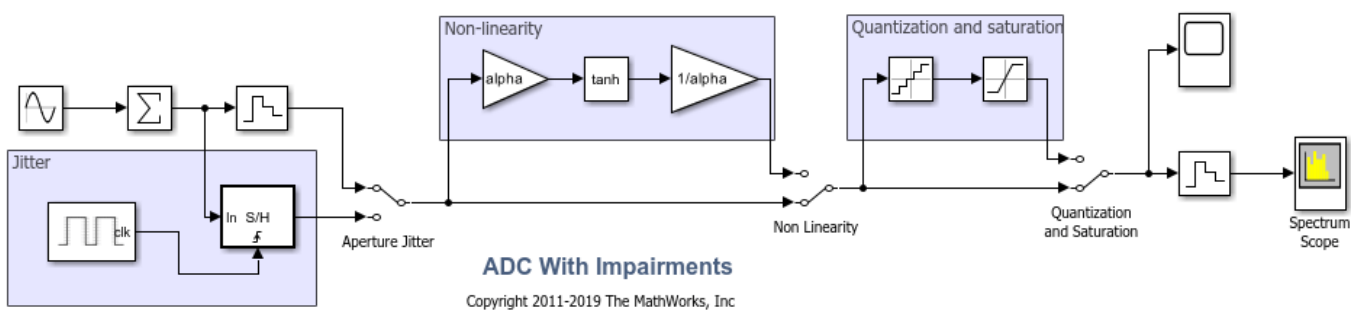 Non-linearity
alpha
tanh
1/alpha
Quantization and saturation
Jitter
clk
In S/H
Aperture Jitter
Non Linearity
Quantization
and Saturation
Spectrum
Scope
ADC With Impairments
Copyright 2011-2019 The MathWorks, Inc